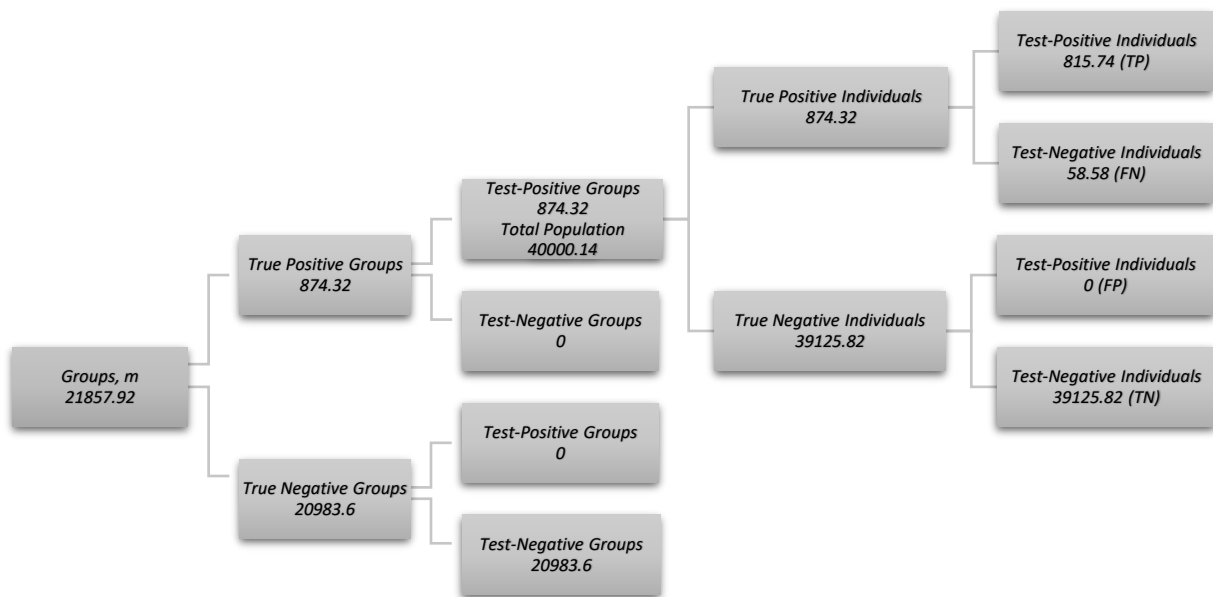 Groups, m
21857.92
True Positive Groups
874.32
True Negative Groups
20983.6
Test-Positive Groups
874.32
Total Population
40000.14
Test-Negative Groups
0
Test-Positive Groups
0
Test-Negative Groups
20983.6
True Positive Individuals
874.32
True Negative Individuals
39125.82
Test-Positive Individuals
815.74 (TP)
Test-Negative Individuals
58.58 (FN)
Test-Positive Individuals
0 (FP)
Test-Negative Individuals
39125.82 (TN)